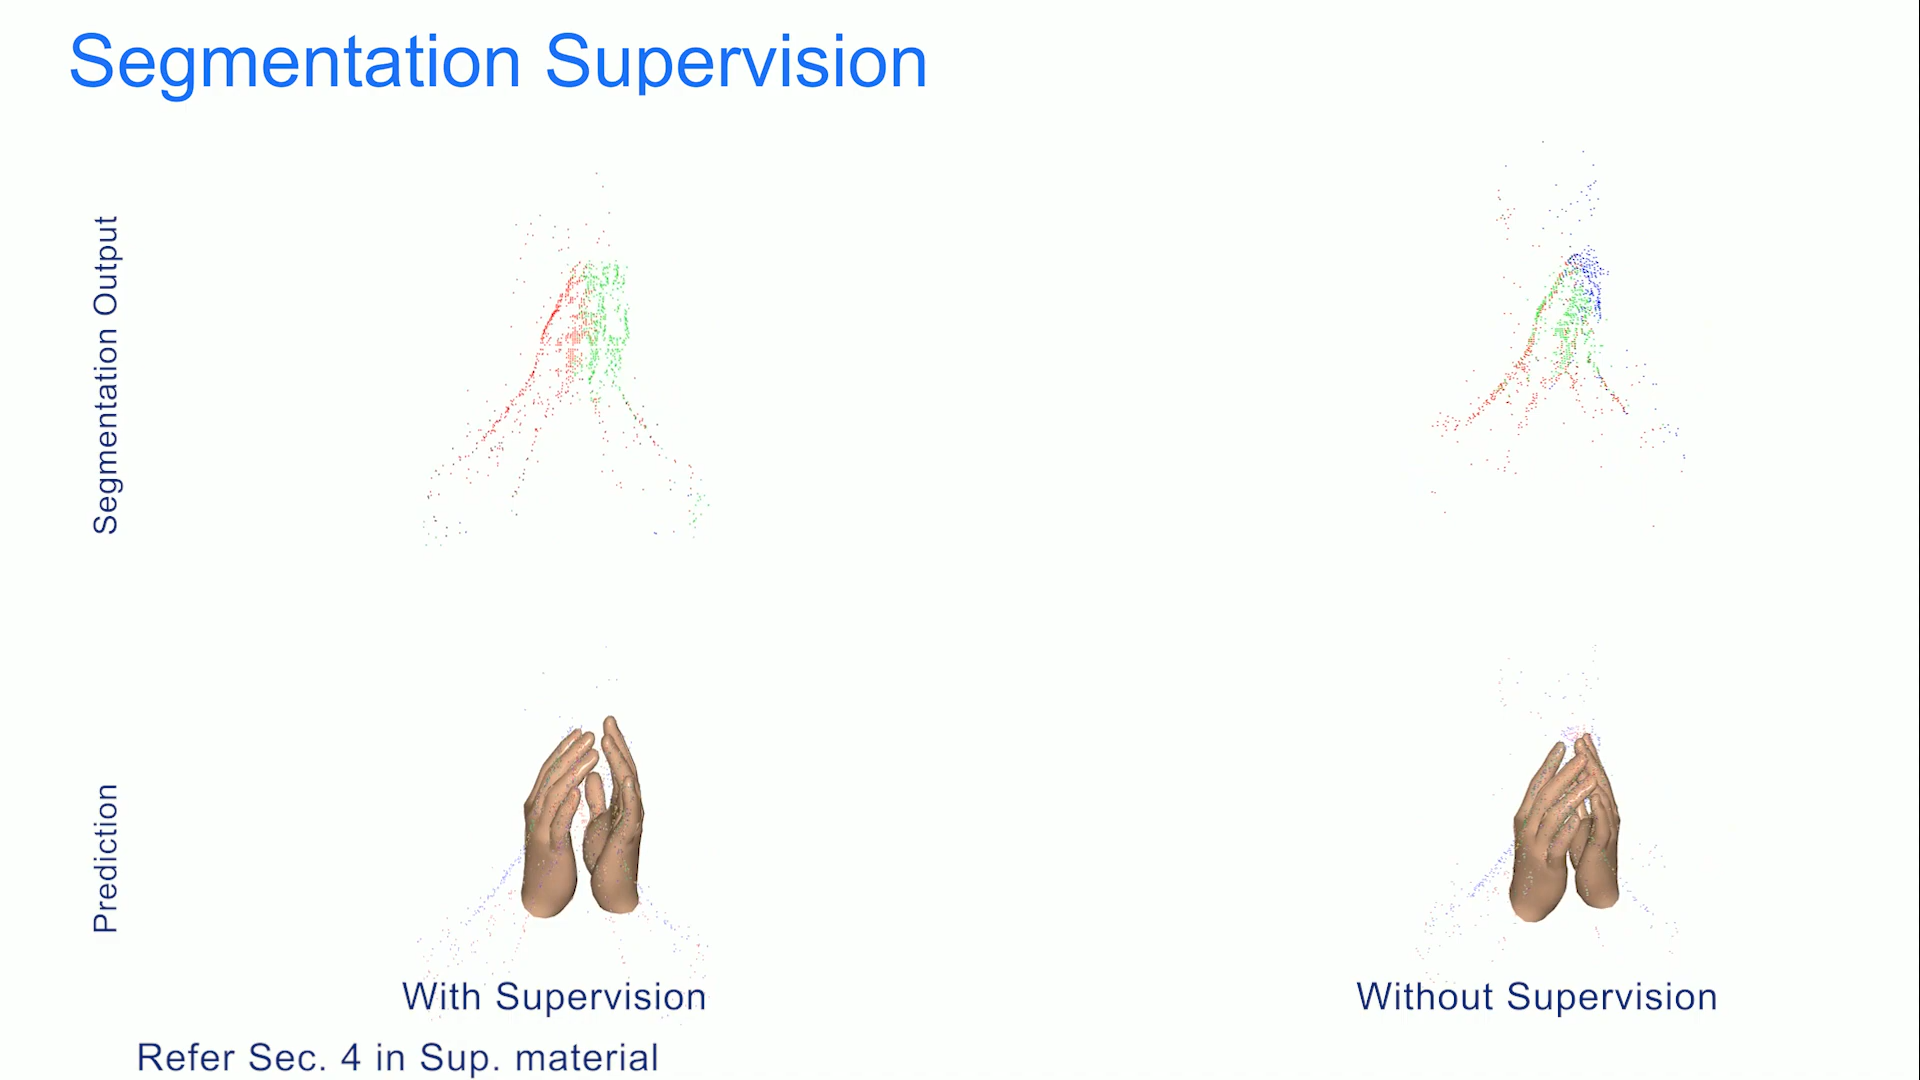 Segmentation Supervision
Segmentation Output
Prediction
With Supervision
Without Supervision
Refer Sec. 4 in Sup. material